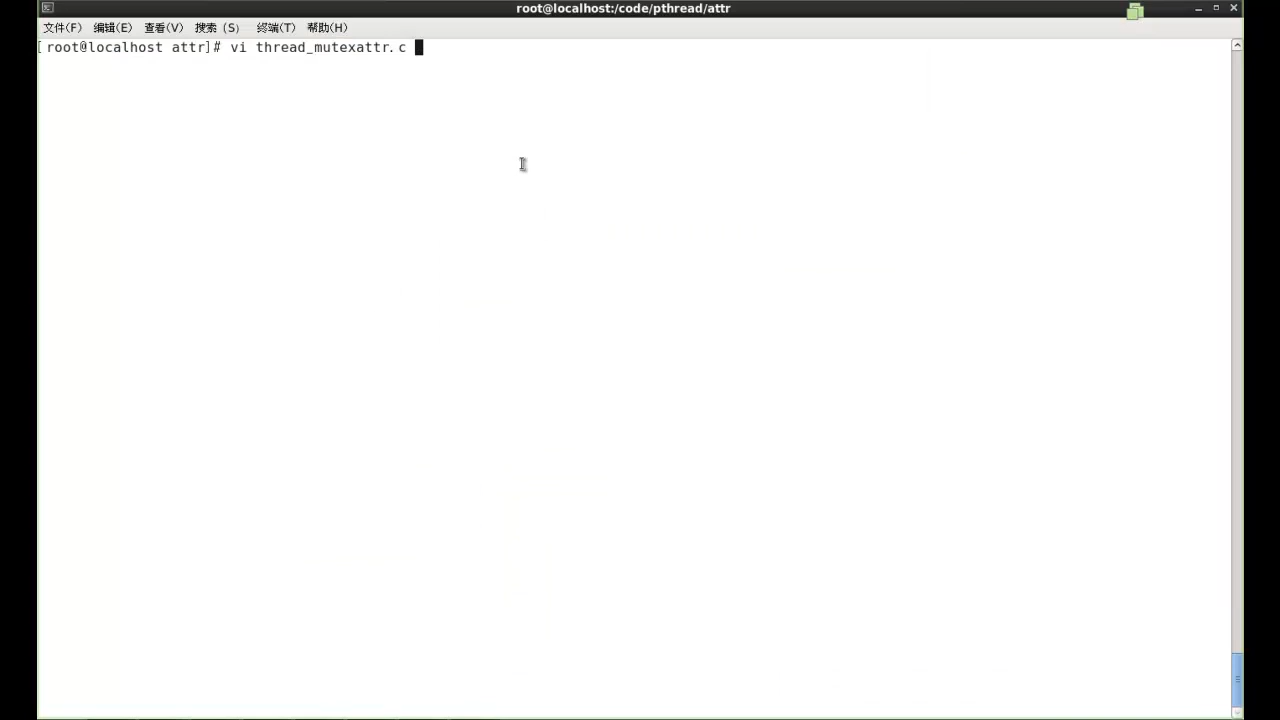 root@localhost:/code/pthread/attr
文件(F) 编辑(E) 查看(V) 搜索 (S) 终端(T) 帮助(H)
[root@localhost attr]# vi thread_mutexattr.c